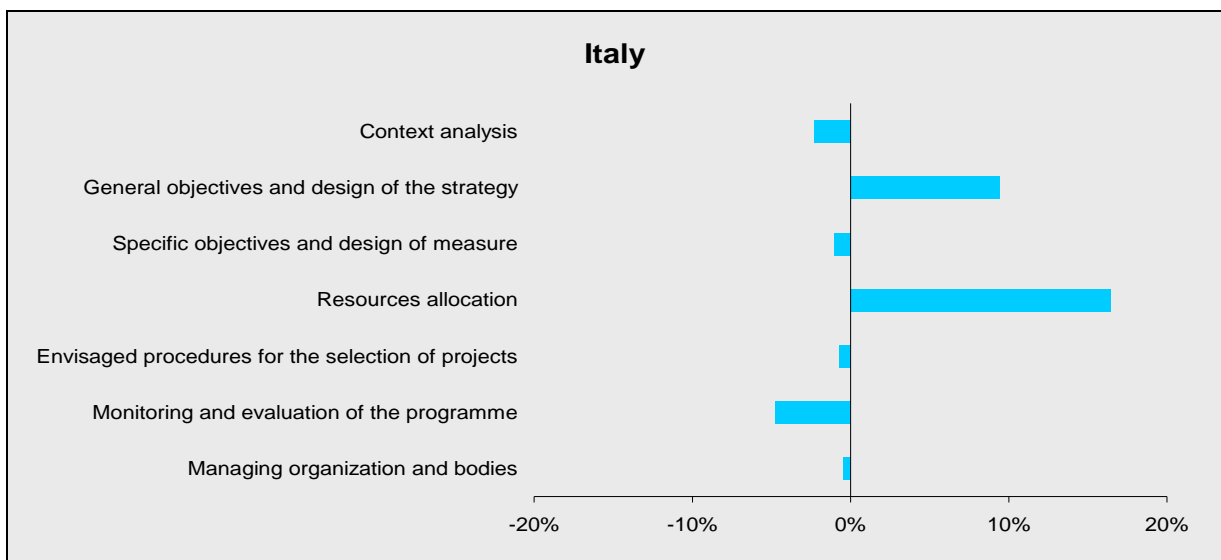 Italy
Context analysis
General objectives and design of the strategy
Specific objectives and design of measure
Resources allocation
Envisaged procedures for the selection of projects
Monitoring and evaluation of the programme
Managing organization and bodies
-20% -10% 0% 10% 20%